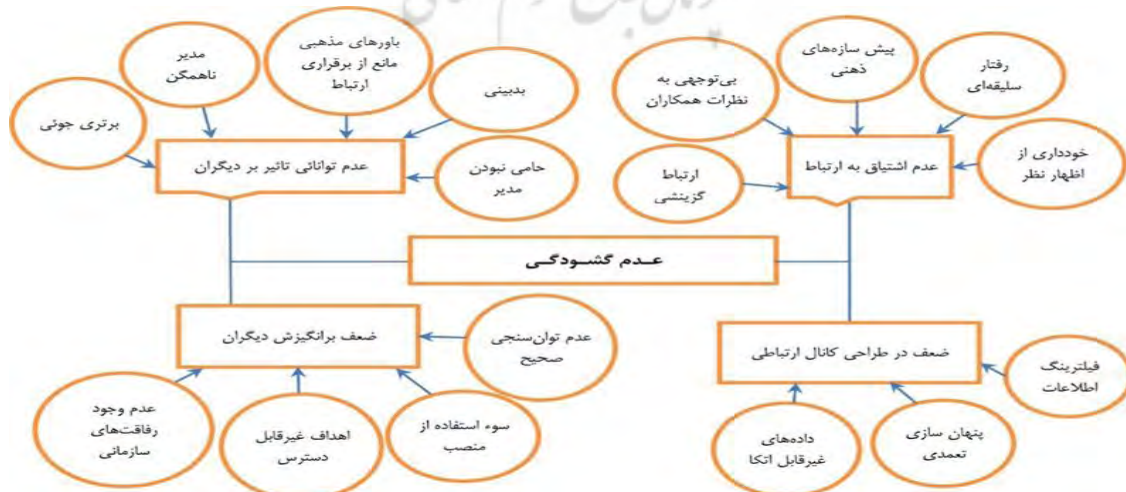 رفتار
سلیقه‌ای
پیش سازه‌های
ذهنی
بی‌توجهی به
نظرات همکاران
خودداری از
اظهار نظر
ارتباط
گزینشی
عدم اشتیاق به ارتباط
باورهای مذهبی
مانع از برقراری
ارتباط
مدیر
ناهمگن
بدبینی
برتری جوئی
حامی نبودن
مدیر
عدم توانائی تاثیر بر دیگران
عـدم گشـودگـی
ضعف در طراحی کانال ارتباطی
فیلترینگ
اطلاعات
پنهان سازی
تعمدی
داده‌های
غیرقابل اتکا
ضعف برانگیزش دیگران
عدم توان‌سنجی
صحیح
سوء استفاده از
منصب
اهداف غیرقابل
دسترس
عدم وجود
رفاقت‌های
سازمانی